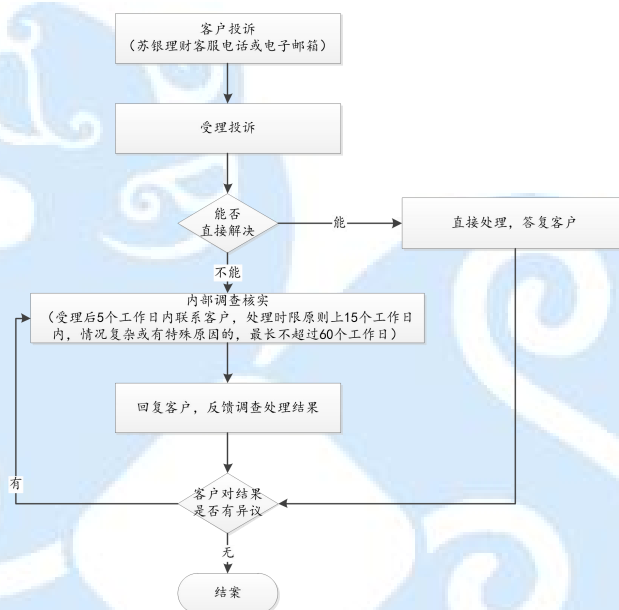 客户投诉
（苏银理财客服电话或电子邮箱）
受理投诉
能否
直接解决
能
直接处理，答复客户
不能
内部调查核实
（受理后5个工作日内联系客户，处理时限原则上15个工作日
内，情况复杂或有特殊原因的，最长不超过60个工作日）
回复客户，反馈调查处理结果
有
客户对结果
是否有异议
无
结案